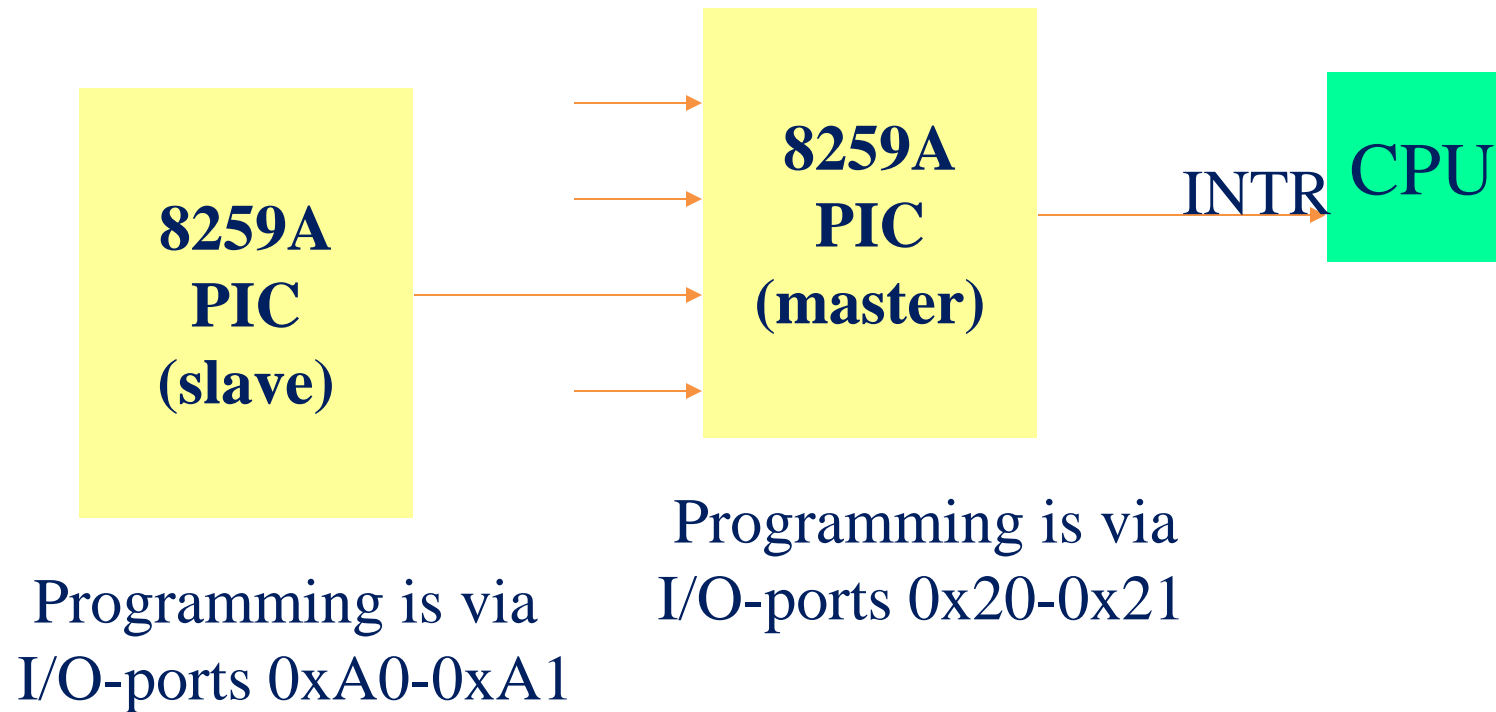 8259A
PIC
(slave)
8259A
PIC
(master)
INTR
CPU
Programming is via
I/O-ports 0xA0-0xA1
Programming is via
I/O-ports 0x20-0x21